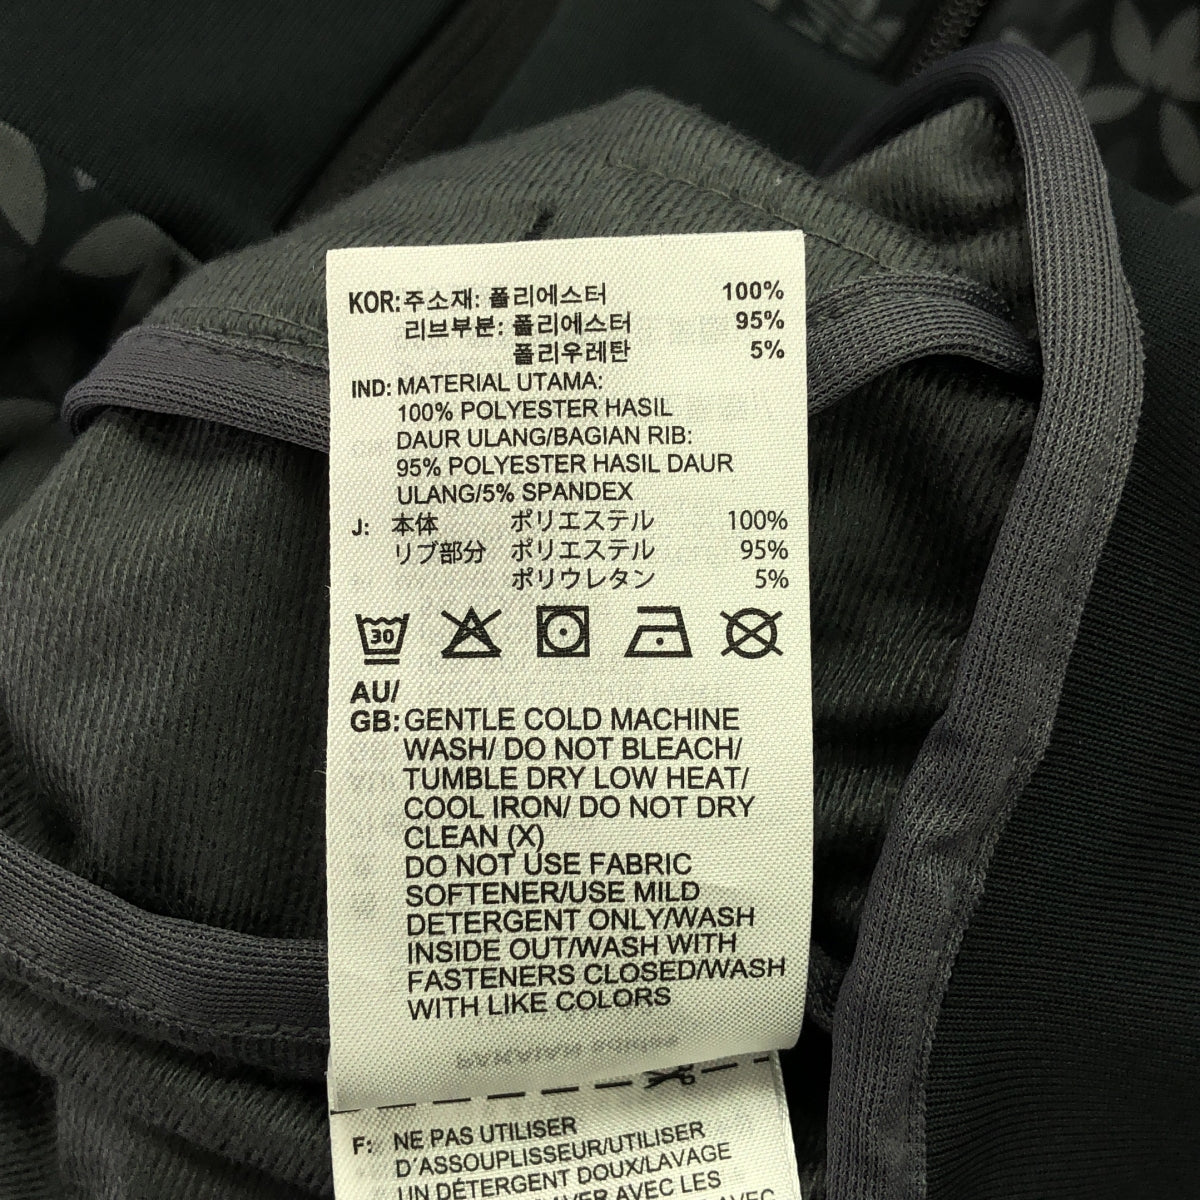 KOR: 주소재: 폴리에스터 100%
리브부분: 폴리에스터 95%
폴리우레탄 5%
IND: MATERIAL UTAMA:
100% POLYESTER HASIL
DAUR ULANG/BAGIAN RIB:
95% POLYESTER HASIL DAUR
ULANG/5% SPANDEX
J: 本体 ポリエステル 100%
リブ部分 ポリエステル 95%
ポリウレタン 5%
30
AU/
GB: GENTLE COLD MACHINE
WASH/ DO NOT BLEACH/
TUMBLE DRY LOW HEAT/
COOL IRON/ DO NOT DRY
CLEAN (X)
DO NOT USE FABRIC
SOFTENER/USE MILD
DETERGENT ONLY/WASH
INSIDE OUT/WASH WITH
FASTENERS CLOSED/WASH
WITH LIKE COLORS
F: NE PAS UTILISER
D´ASSOUPLISSEUR/UTILISER
UN DÉTERGENT DOUX/LAVAGE
AVEC LES